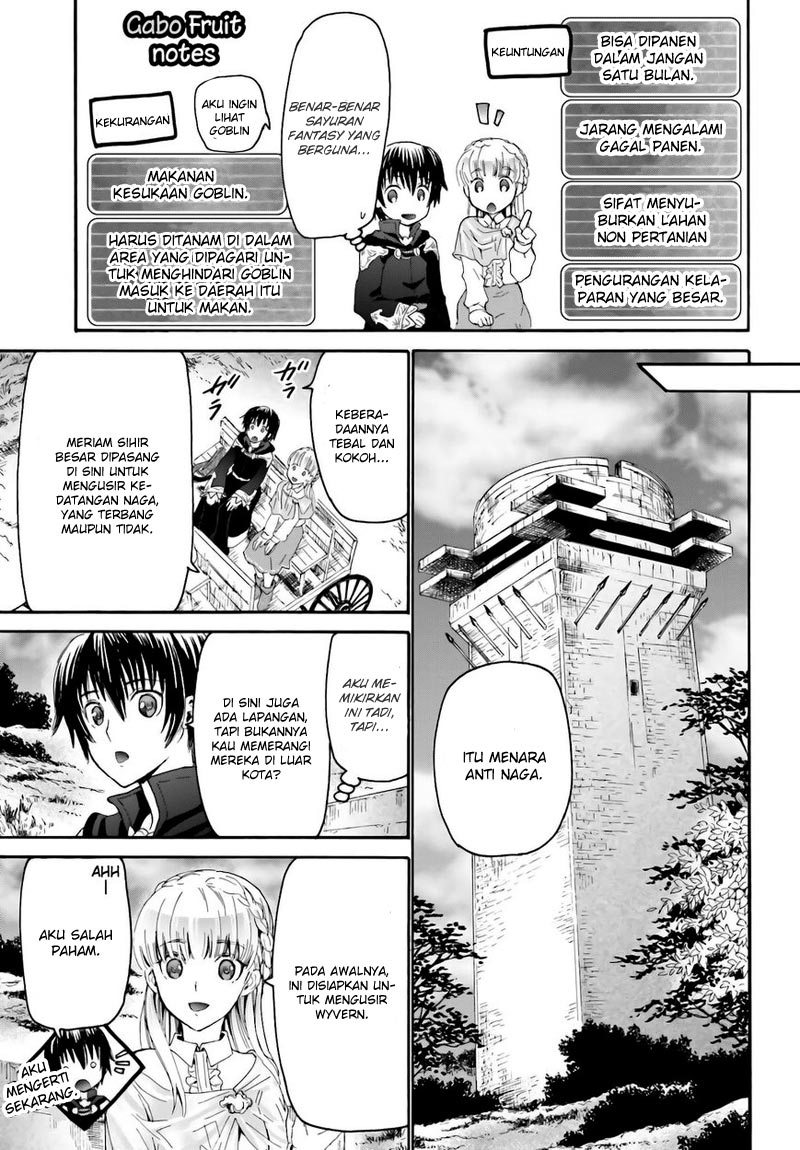 Gabo Fruit
notes
KEUNTUNGAN
BISA DIPANEN
DALAM JANGAN
SATU BULAN.
JARANG MENGALAMI
GAGAL PANEN.
SIFAT MENYU-
BURKAN LAHAN
NON PERTANIAN
PENGURANGAN KELA-
PARAN YANG BESAR.
BENAR-BENAR
SAYURAN
FANTASY YANG
BERGUNA...
AKU INGIN
LIHAT
GOBLIN
KEKURANGAN
MAKANAN
KESUKAAN GOBLIN.
HARUS DITANAM DI DALAM
AREA YANG DIPAGARI UN-
TUK MENGHINDARI GOBLIN
MASUK KE DAERAH ITU
UNTUK MAKAN.
ITU MENARA
ANTI NAGA.
KEBERA-
DAANNYA
TEBAL DAN
KOKOH...
ガラ
ガラ
MERIAM SIHIR
BESAR DIPASANG
DI SINI UNTUK
MENGUSIR KE-
DATANGAN NAGA,
YANG TERBANG
MAUPUN TIDAK.
AKU ME-
MIKIRKAN
INI TADI,
TAPI...
DI SINI JUGA
ADA LAPANGAN,
TAPI BUKANNYA
KAU MEMERANGI
MEREKA DI LUAR
KOTA?
PADA AWALNYA,
INI DISIAPKAN UN-
TUK MENGUSIR
WYVERN.
AHH
AKU SALAH
PAHAM.
AKU
MENGERTI
SEKARANG.